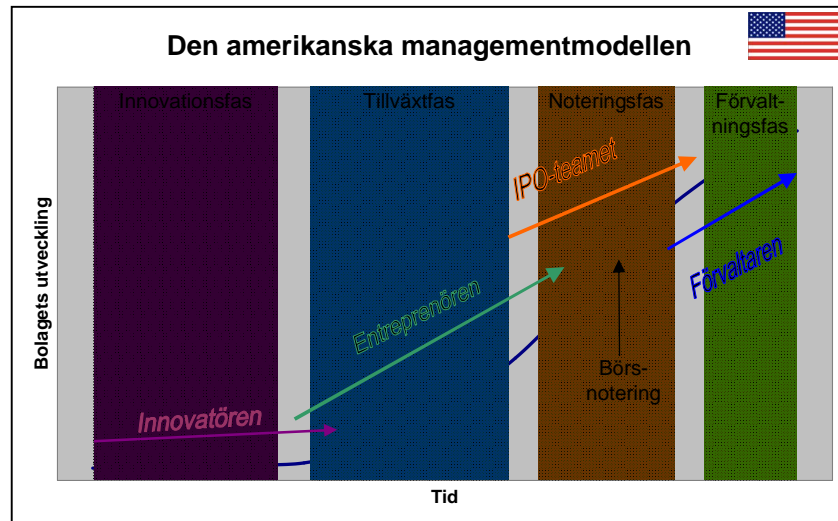 Den amerikanska managementmodellen
Innovationsfas
Tillväxtfas
Noteringsfas
Förvalt-
ningsfas
IPO-teamet
Förvaltaren
Entreprenören
Innovatören
Börs-
notering
Bolagets utveckling
Tid